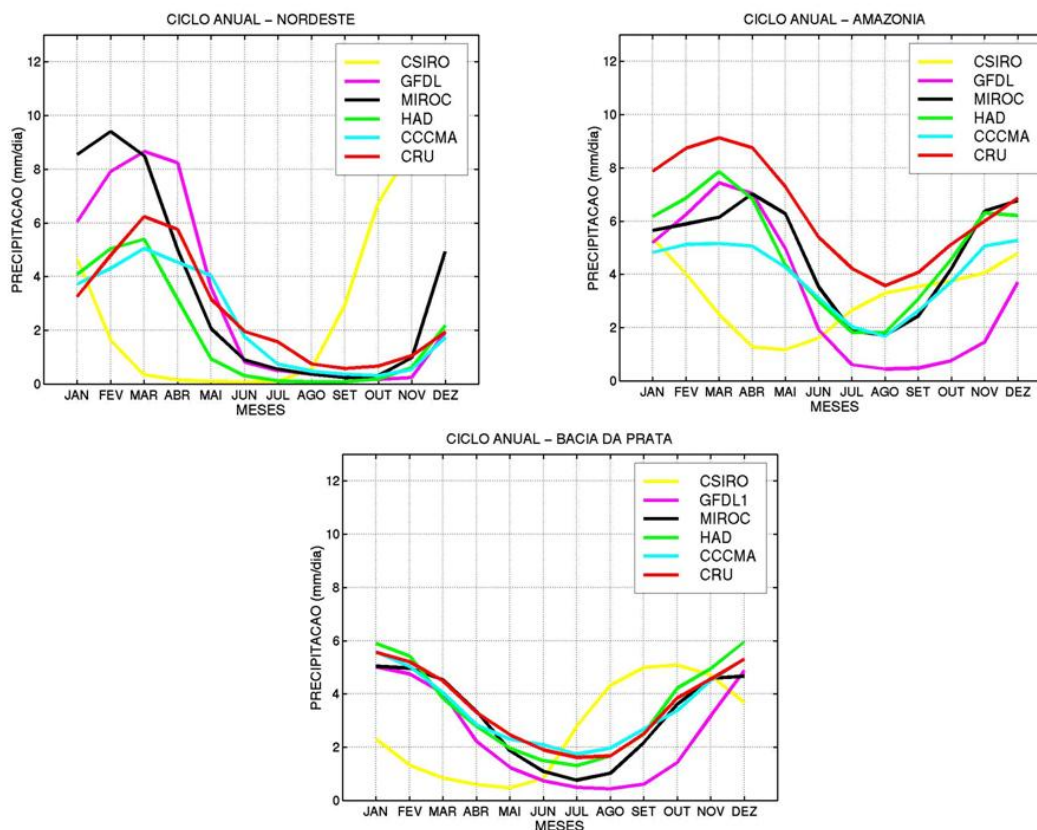 CICLO ANUAL – NORDESTE
PRECIPITACAO (mm/dia)
12
10
8
6
4
2
0
CSIRO
GFDL
MIROC
HAD
CCCMA
CRU
JAN FEV MAR ABR MAI JUN JUL AGO SET OUT NOV DEZ
MESES
CICLO ANUAL – AMAZONIA
PRECIPITACAO (mm/dia)
12
10
8
6
4
2
0
CSIRO
GFDL
MIROC
HAD
CCCMA
CRU
JAN FEV MAR ABR MAI JUN JUL AGO SET OUT NOV DEZ
MESES
CICLO ANUAL – BACIA DA PRATA
PRECIPITACAO (mm/dia)
12
10
8
6
4
2
0
CSIRO
GFDL1
MIROC
HAD
CCCMA
CRU
JAN FEV MAR ABR MAI JUN JUL AGO SET OUT NOV DEZ
MESES